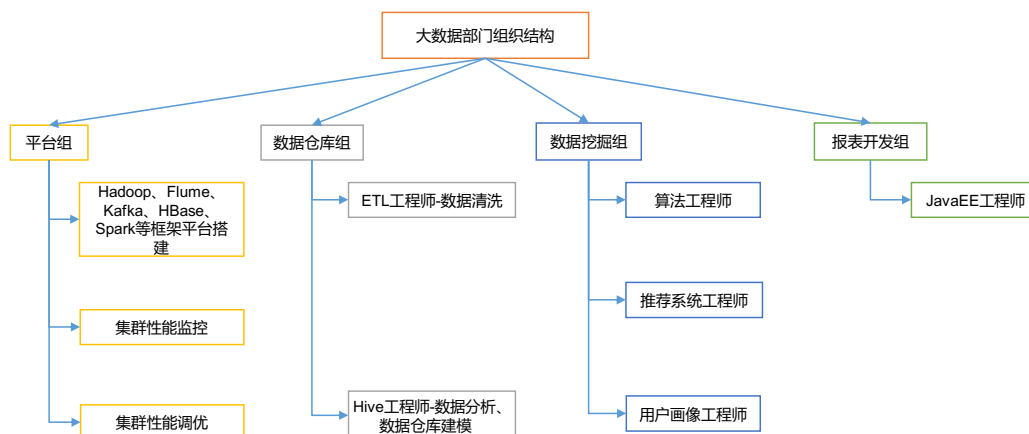 大数据部门组织结构
平台组
数据仓库组
数据挖掘组
报表开发组
Hadoop、Flume、
Kafka、HBase、
Spark等框架平台搭
建
ETL工程师-数据清洗
算法工程师
JavaEE工程师
集群性能监控
推荐系统工程师
集群性能调优
Hive工程师-数据分析、
数据仓库建模
用户画像工程师